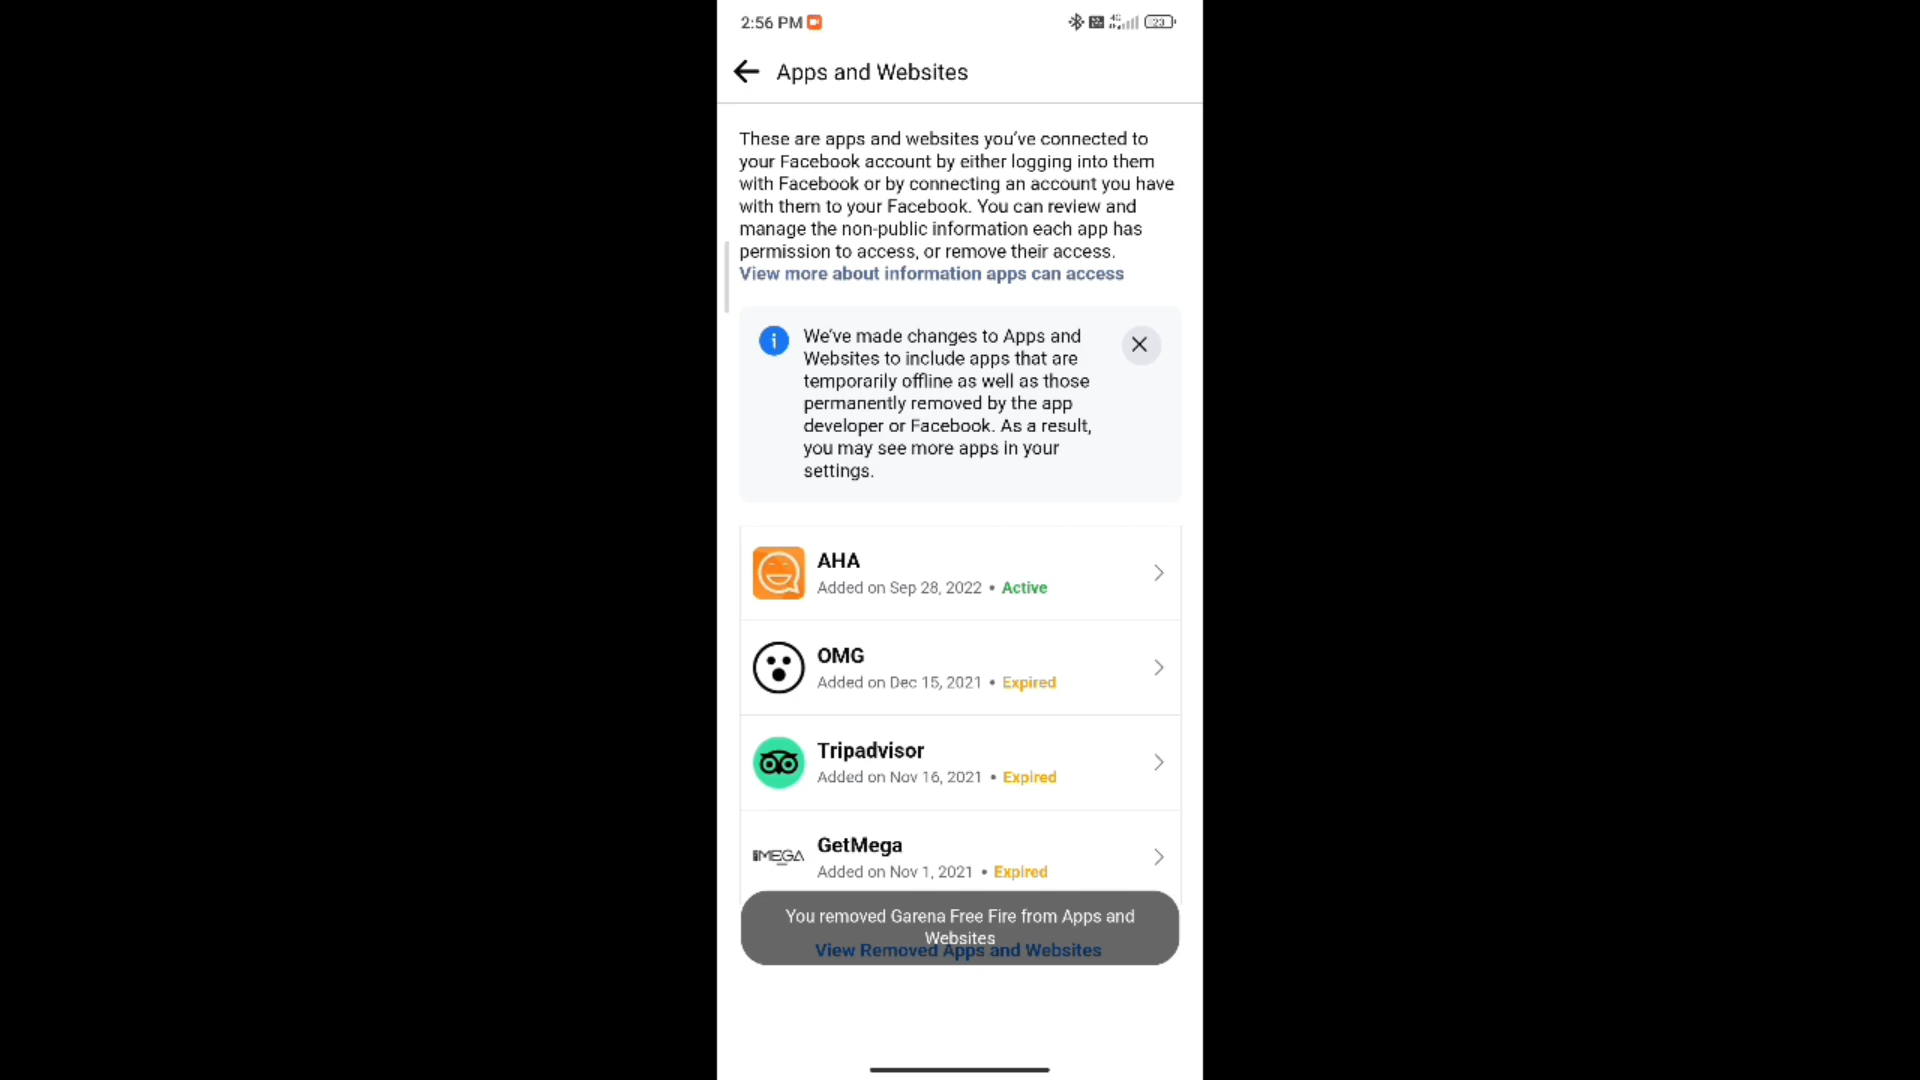 2:56 PM
4G
23
Apps and Websites
These are apps and websites you've connected to
your Facebook account by either logging into them
with Facebook or by connecting an account you have
with them to your Facebook. You can review and
manage the non-public information each app has
permission to access, or remove their access.
View more about information apps can access
We've made changes to Apps and
Websites to include apps that are
temporarily offline as well as those
permanently removed by the app
developer or Facebook. As a result,
you may see more apps in your
settings.
AHA
Added on Sep 28, 2022 • Active
OMG
Added on Dec 15, 2021 • Expired
Tripadvisor
Added on Nov 16, 2021 • Expired
MEGA
GetMega
Added on Nov 1, 2021 • Expired
You removed Garena Free Fire from Apps and
Websites
View Removed Apps and Websites